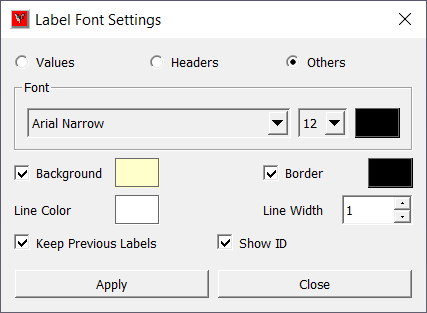 Label Font Settings
Values Headers Others
Font
Arial Narrow 12
Background Border
Line Color Line Width 1
Keep Previous Labels Show ID
Apply Close